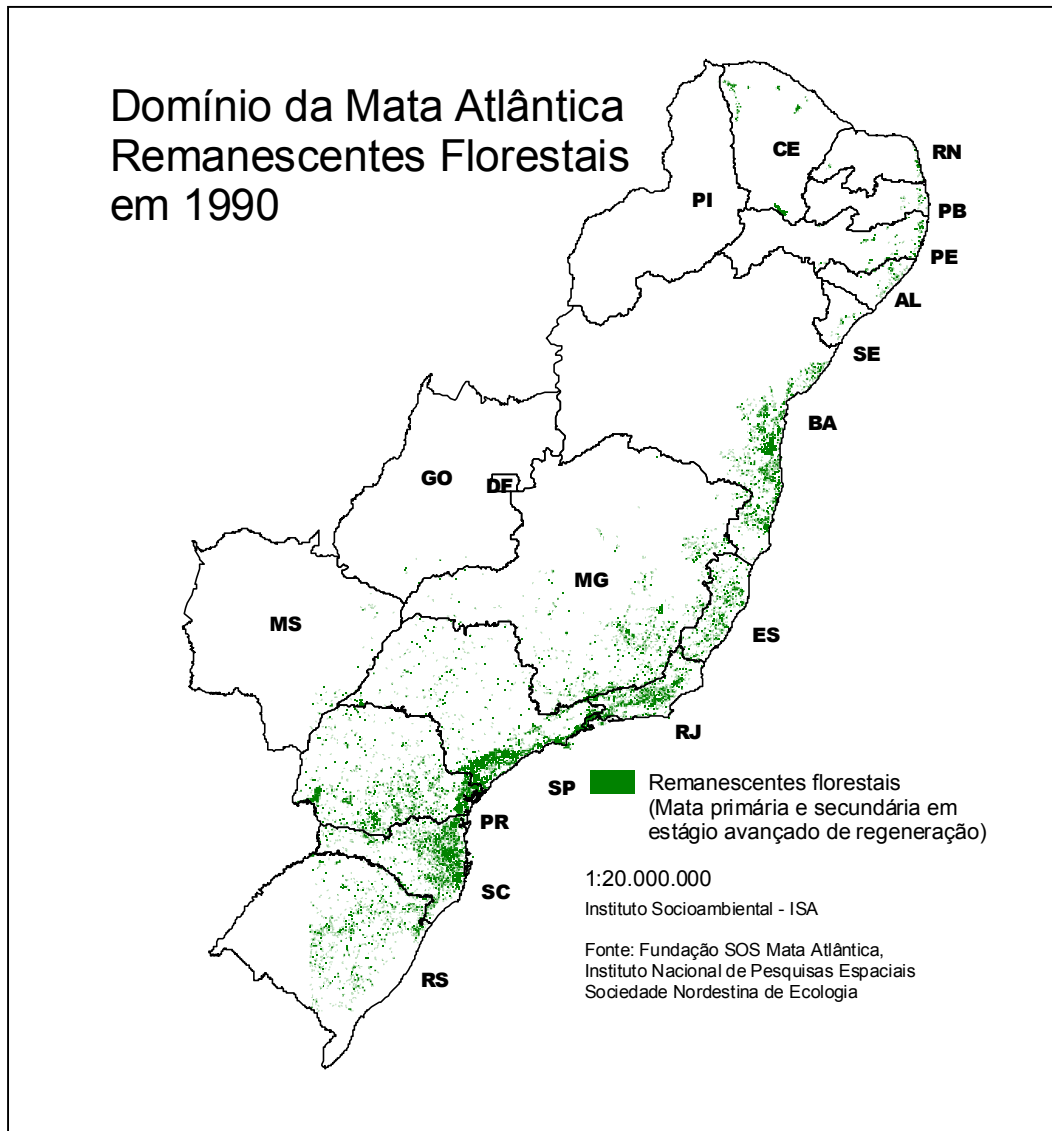 Domínio da Mata Atlântica
Remanescentes Florestais
em 1990
CE
RN
PI
PB
PE
AL
SE
BA
GO
DF
MG
MS
ES
RJ
SP
Remanescentes florestais
(Mata primária e secundária em
estágio avançado de regeneração)
PR
SC
1:20.000.000
Instituto Socioambiental - ISA
Fonte: Fundação SOS Mata Atlântica,
Instituto Nacional de Pesquisas Espaciais
Sociedade Nordestina de Ecologia
RS